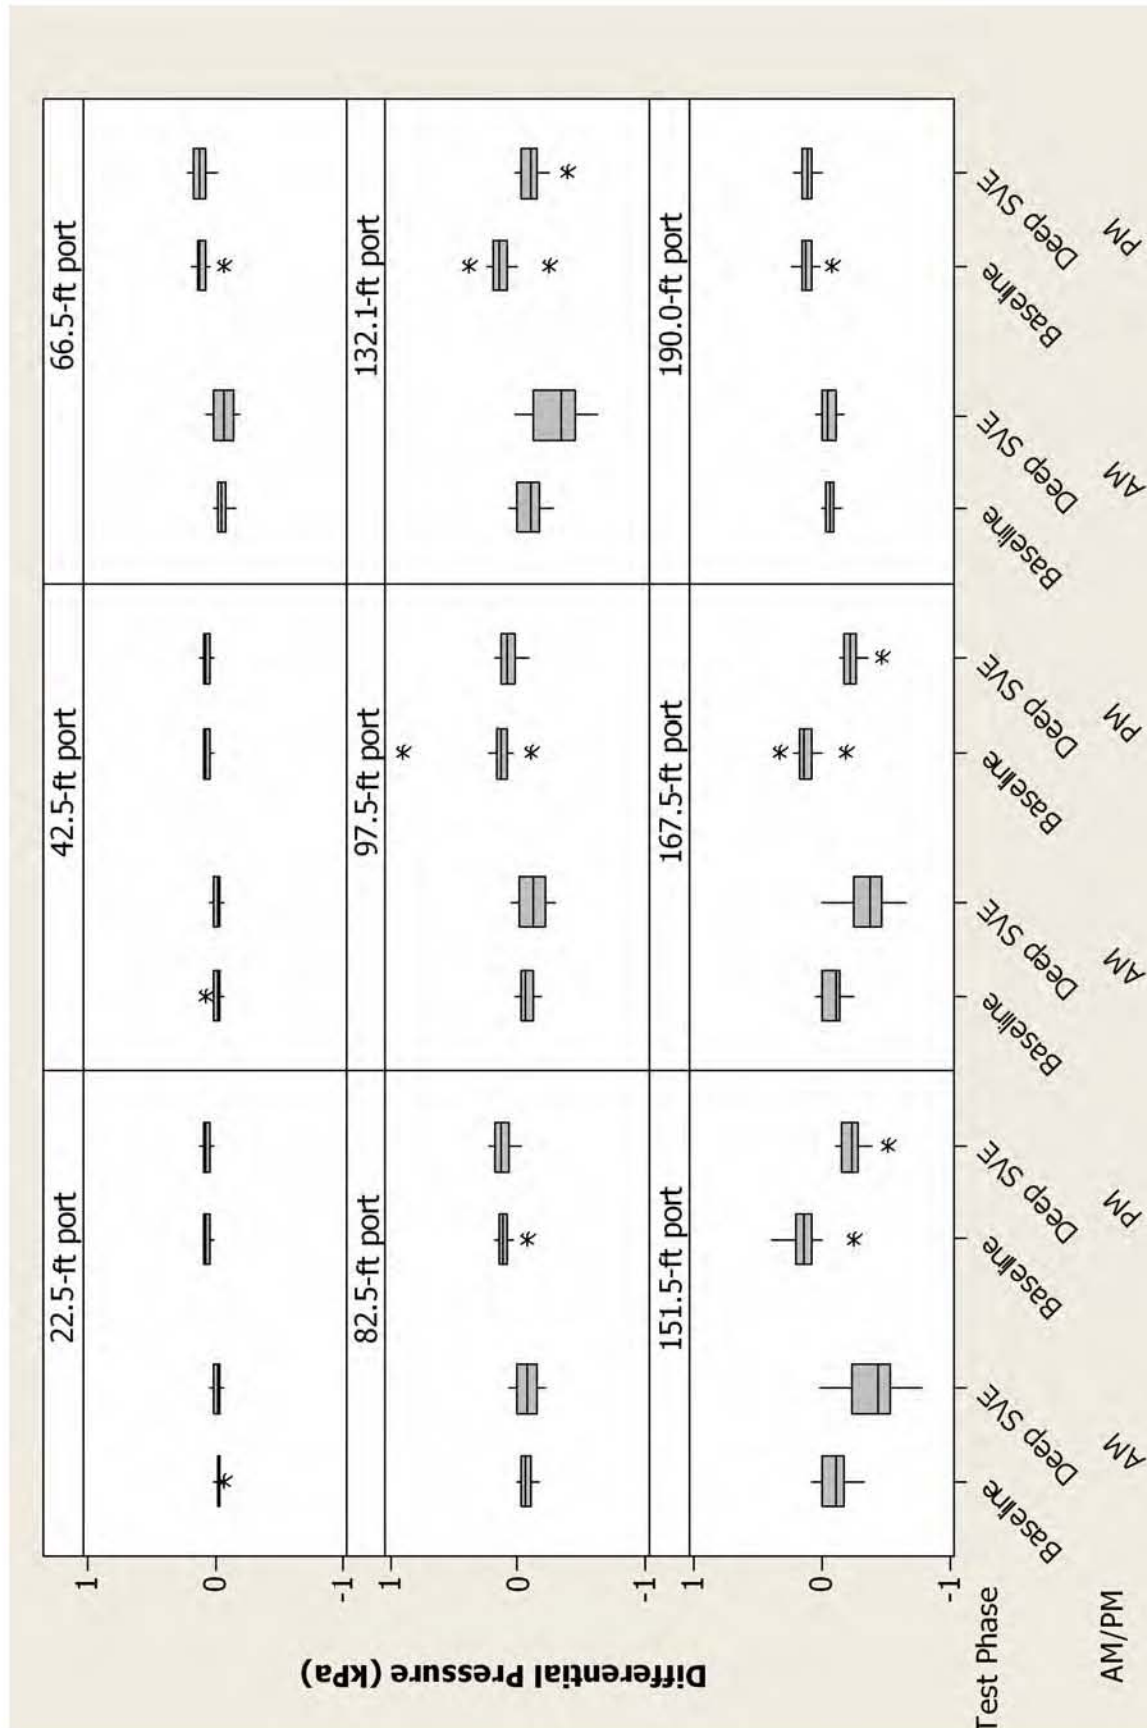 22.5-ft port 42.5-ft port 66.5-ft port
1
0
-1
82.5-ft port 97.5-ft port 132.1-ft port
1
0
-1
151.5-ft port 167.5-ft port 190.0-ft port
1
0
-1
Differential Pressure (kPa)
Test Phase Baseline Deep SVE Baseline Deep SVE Baseline Deep SVE Baseline Deep SVE Baseline Deep SVE Baseline Deep SVE
AM/PM AM PM AM PM AM PM